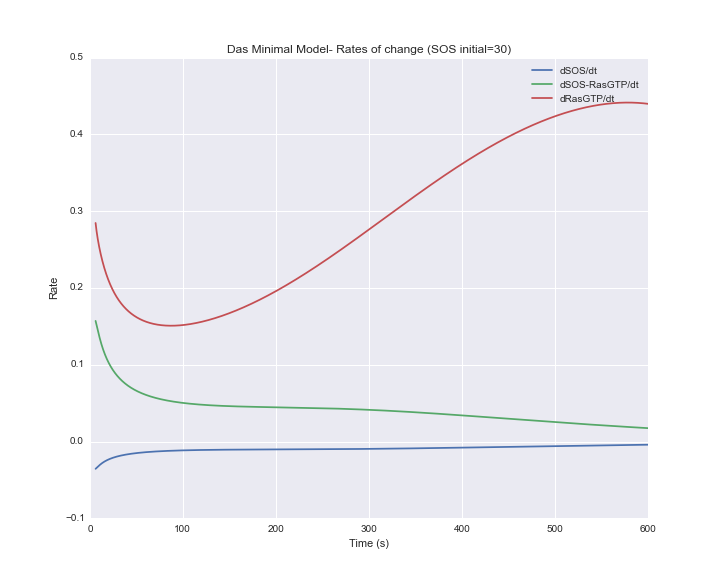 Das Minimal Model- Rates of change (SOS initial=30)
0.5
dSOS/dt
dSOS-RasGTP/dt
dRasGTP/dt
0.4
0.3
Rate
0.2
0.1
0.0
−0.1
0 100 200 300 400 500 600
Time (s)